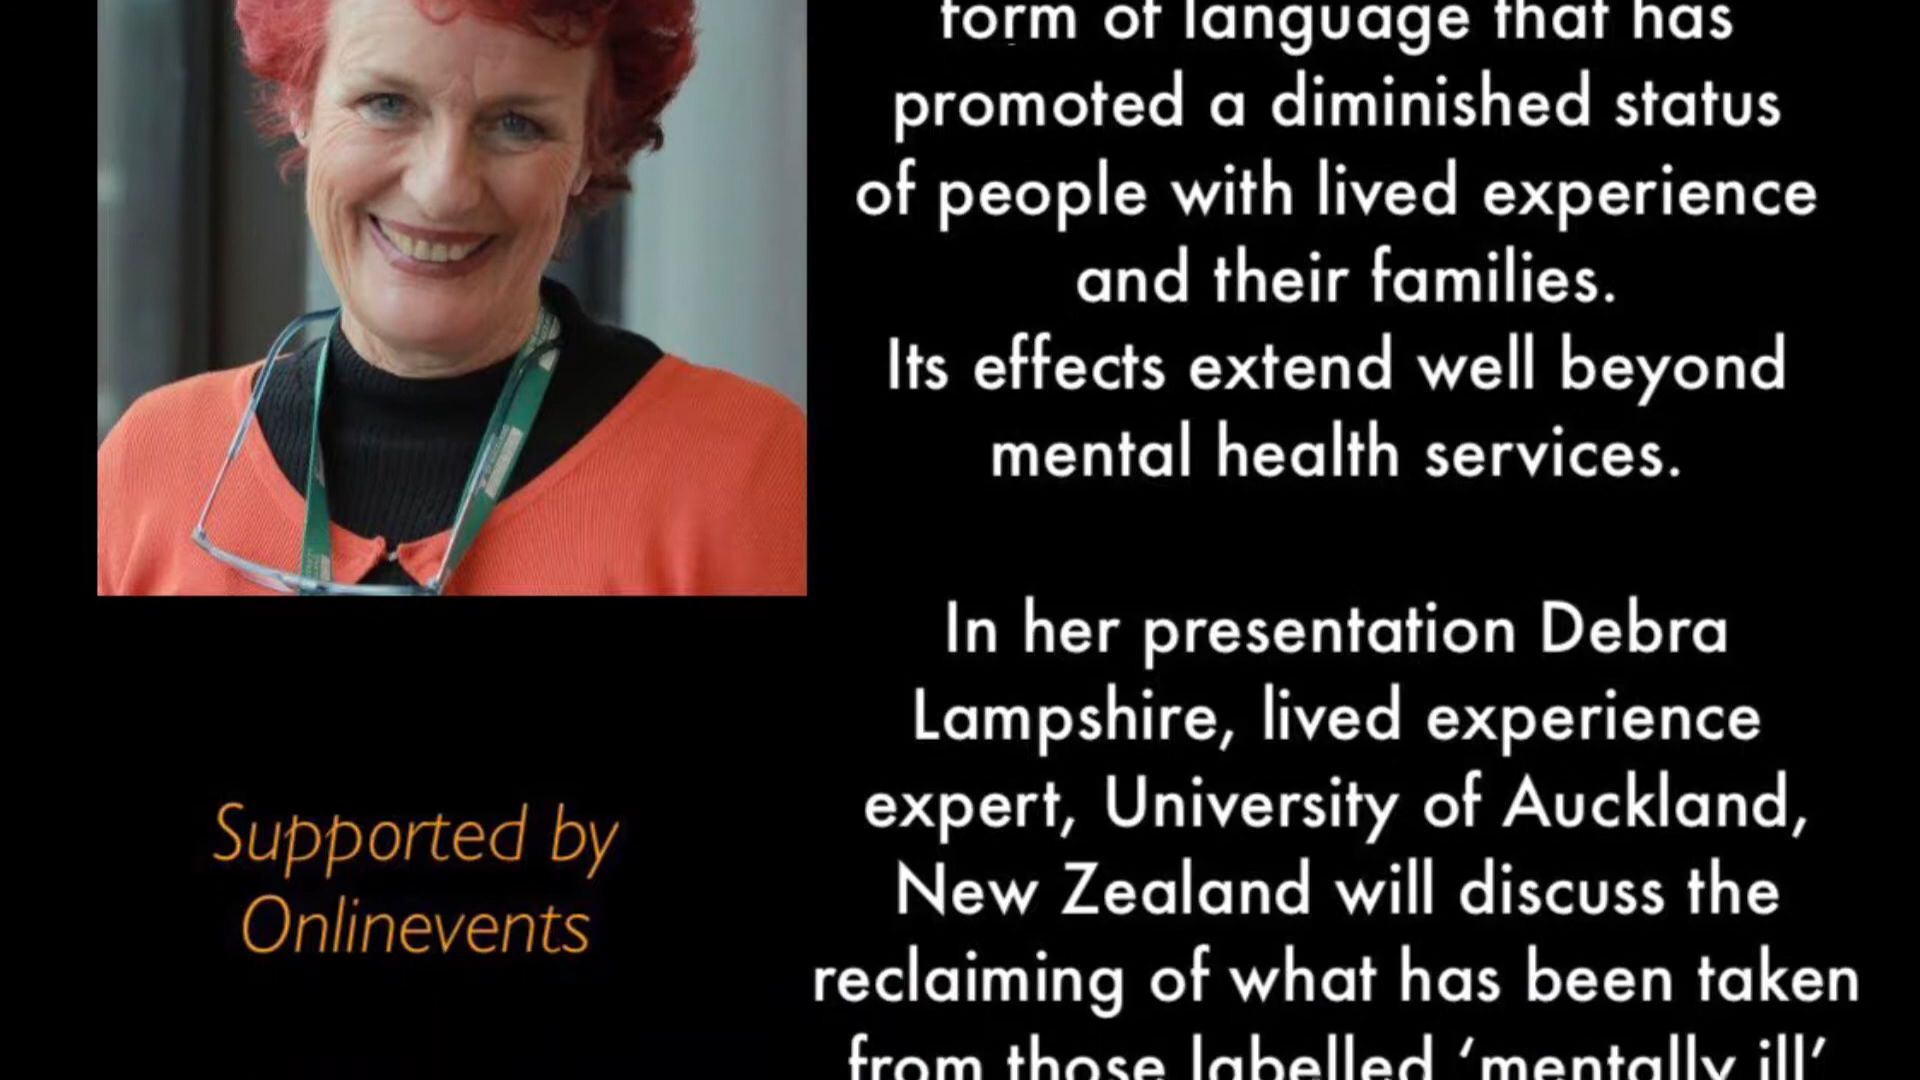 form of language that has
promoted a diminished status
of people with lived experience
and their families.
Its effects extend well beyond
mental health services.
In her presentation Debra
Lampshire, lived experience
expert, University of Auckland,
New Zealand will discuss the
reclaiming of what has been taken
from those labelled ‘mentally ill’
Supported by
Onlinevents